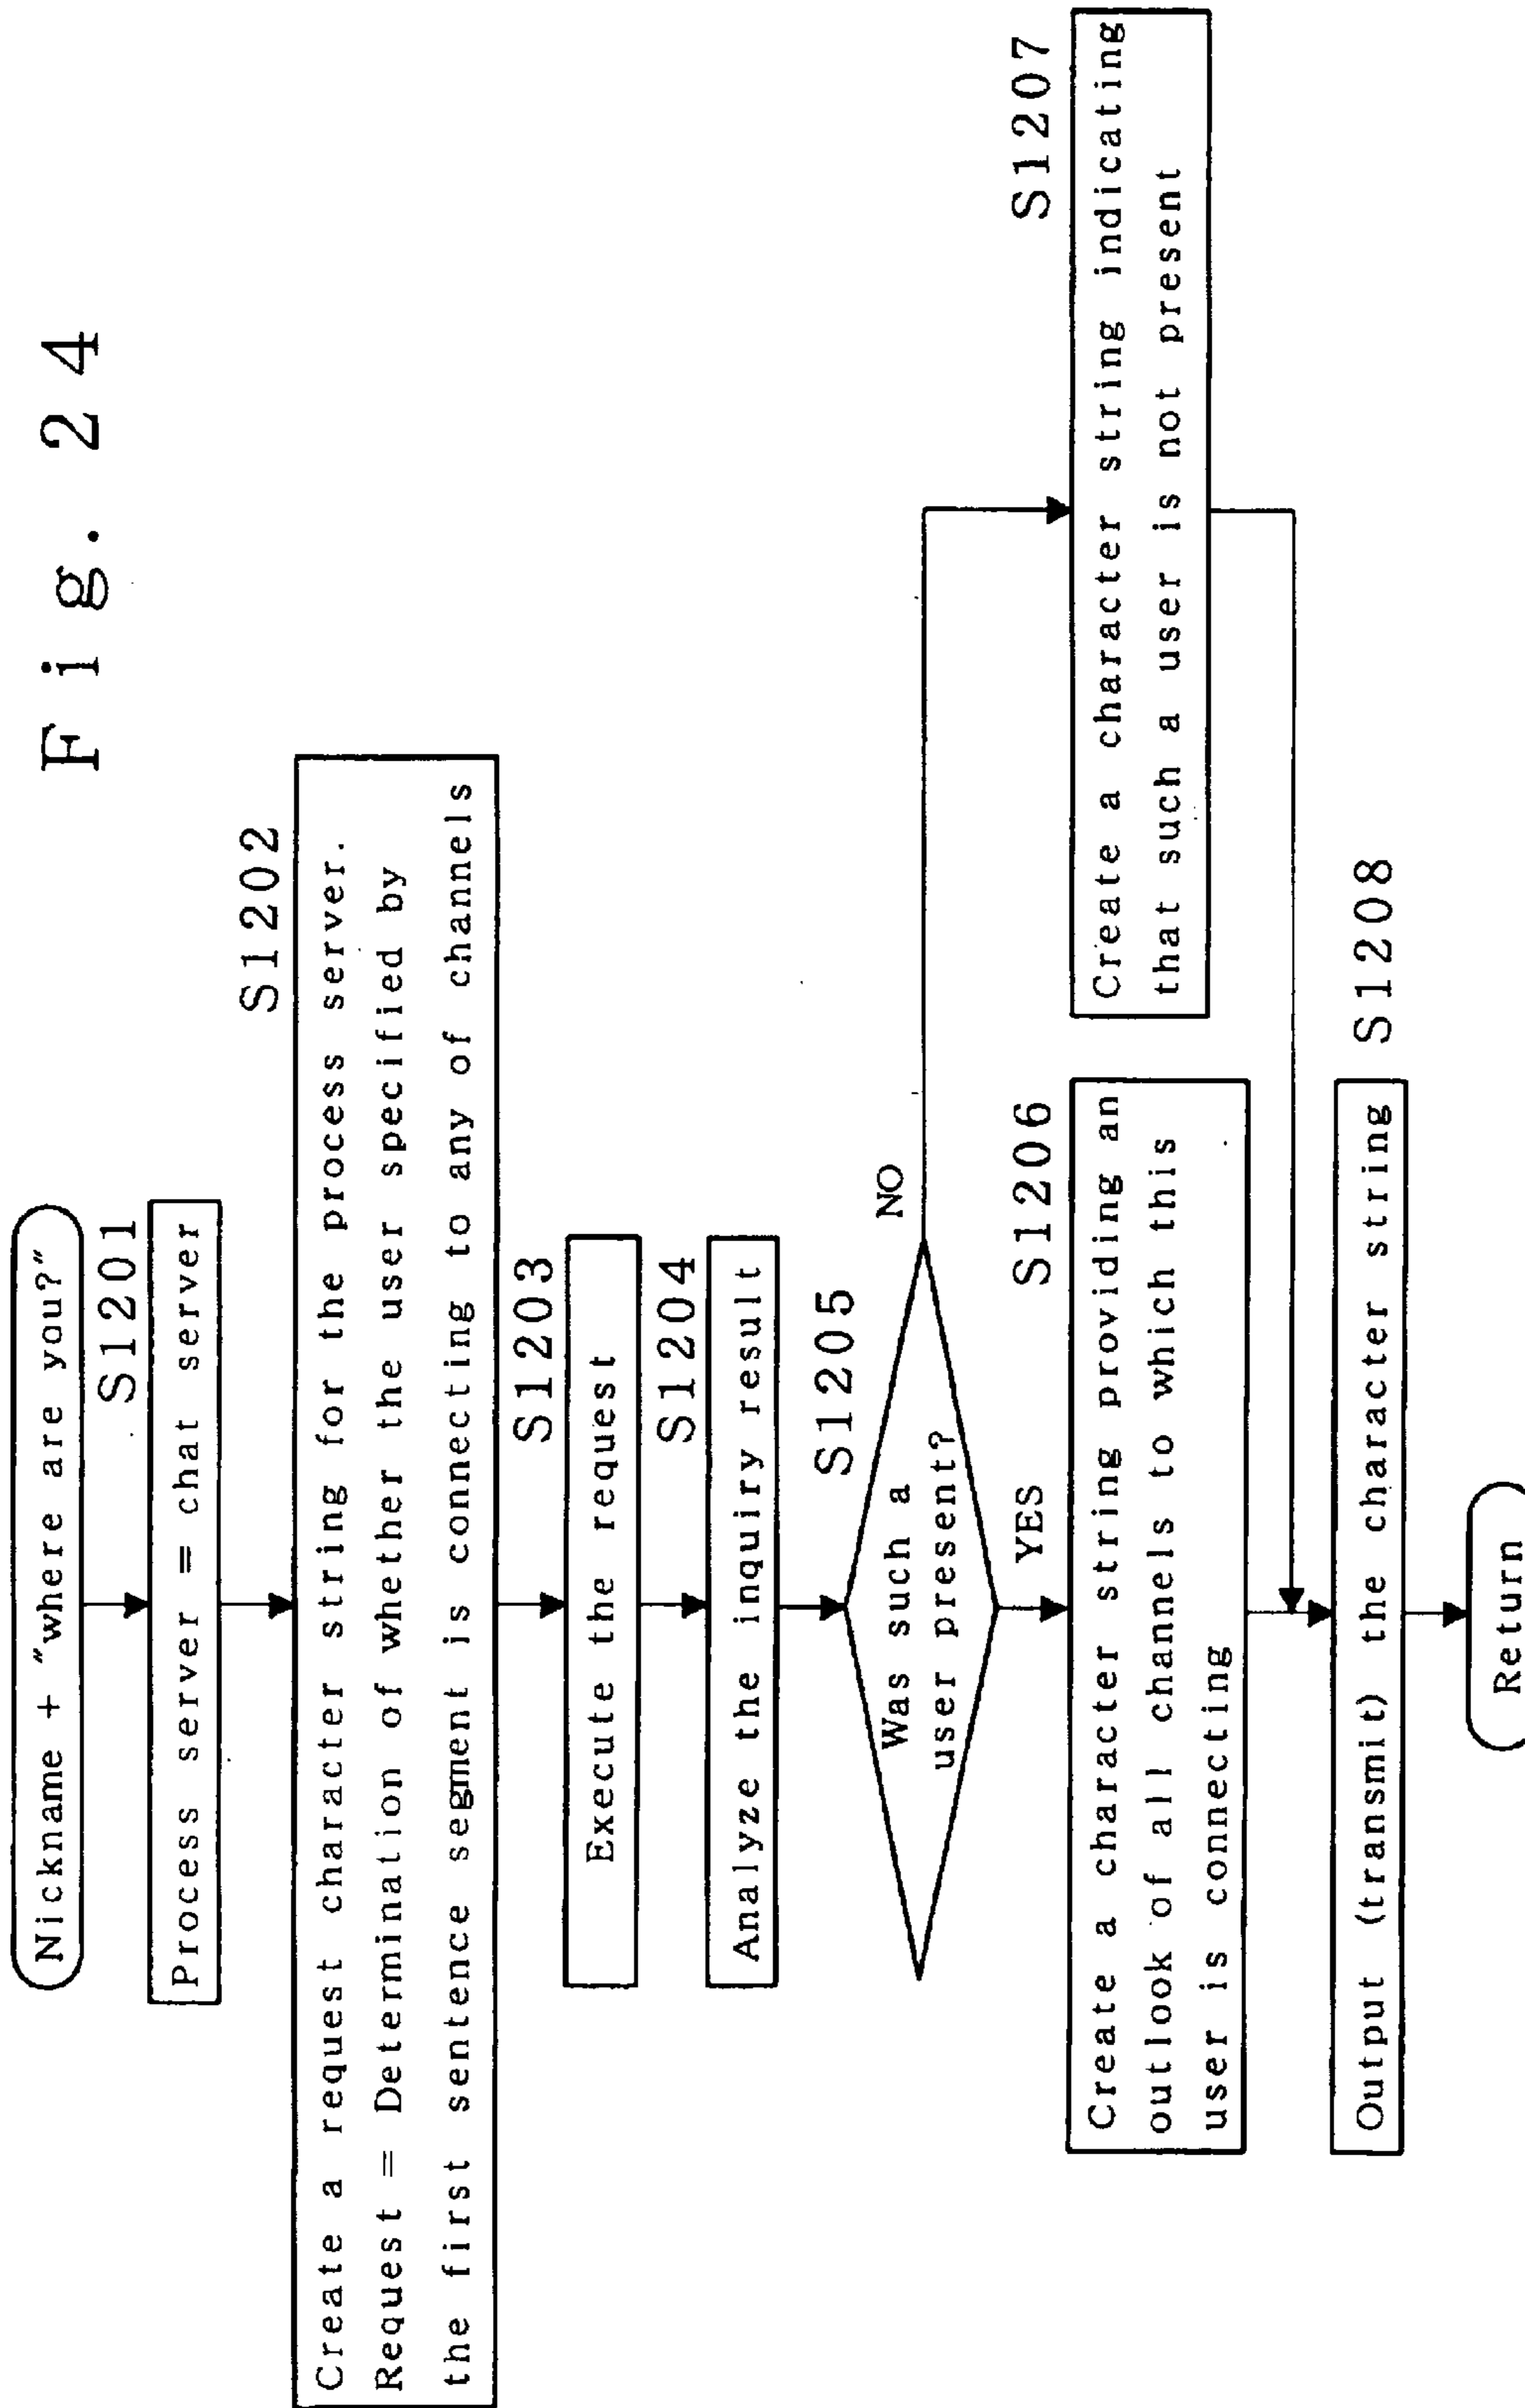 Fig. 24
Nickname + "where are you?"
S1201
Process server = chat server
S1202
Create a request character string for the process server.
Request = Determination of whether the user specified by
the first sentence segment is connecting to any of channels
S1203
Execute the request
S1204
Analyze the inquiry result
S1205
Was such a
user present?
NO
YES
S1206
Create a character string providing an
outlook of all channels to which this
user is connecting
S1207
Create a character string indicating
that such a user is not present
S1208
Output (transmit) the character string
Return